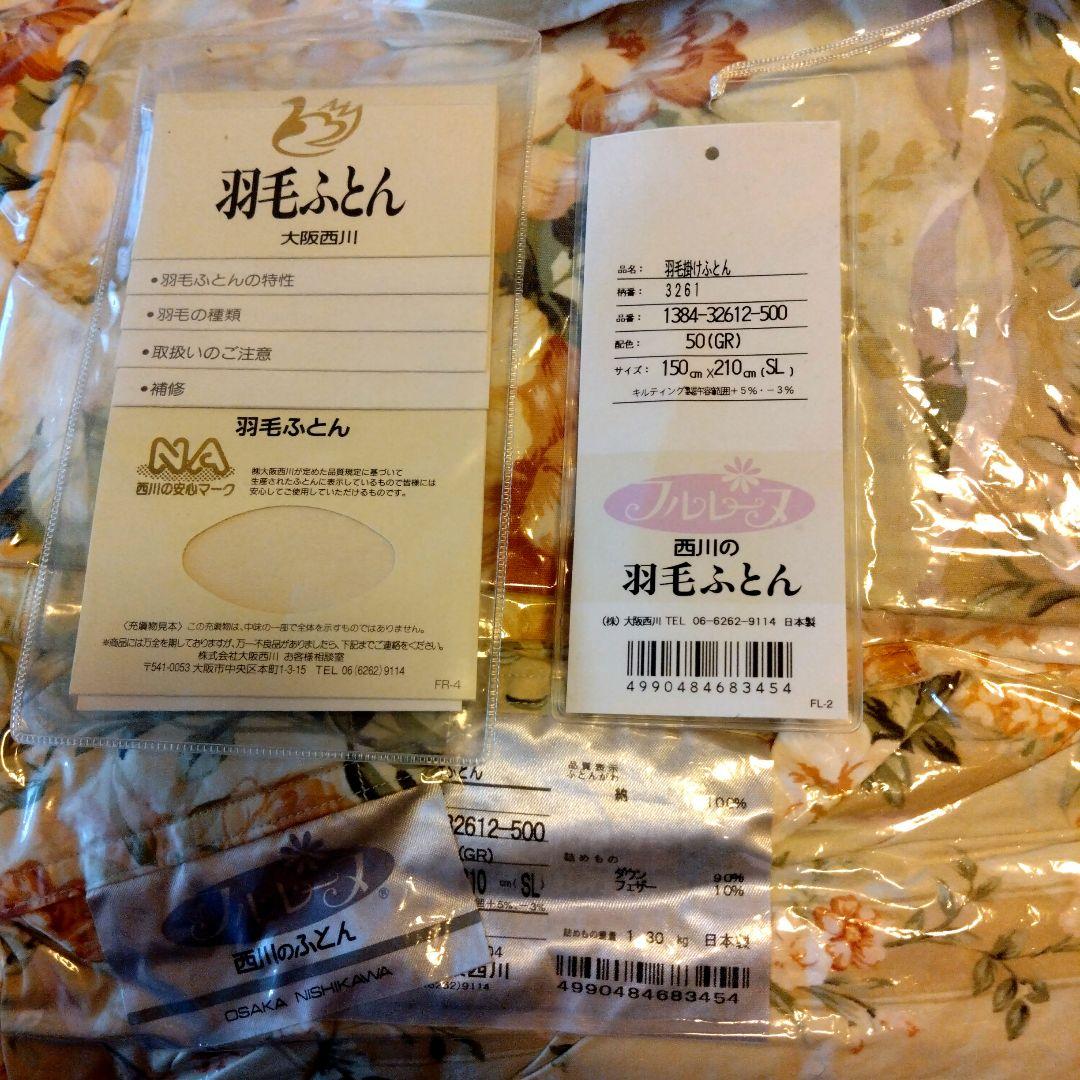 羽毛ふとん
大阪西川
•羽毛ふとんの特性
•羽毛の種類
•取扱いのご注意
•補修
羽毛ふとん
NA
西川の安心マーク
㈱大阪西川が定めた品質規定に基づいて
生産されたふとんに表示しているもので皆様には
安心してご使用していただけるものです。
〈充填物見本〉この充填物は、中味の一部で全体を示すものではありません。
※商品には万全を期しておりますが、万一不良品がありましたら、下記までご連絡をください。
株式会社大阪西川 お客様相談室
〒541-0053 大阪市中央区本町1-3-15 TEL 06(6262)9114
FR-4
品名: 羽毛掛けふとん
柄番: 3261
品番: 1384-32612-500
配色: 50(GR)
サイズ: 150cm×210cm(SL)
キルティング製品許容範囲+5%・-3%
フルレーヌ
西川の
羽毛ふとん
(株)大阪西川 TEL 06-6262-9114 日本製
4990484683454
FL-2
フルレーヌ®
西川のふとん
OSAKA NISHIKAWA
ふとん
32612-500
(GR)
210cm(SL)
囲+5%・-3%
04
西川
(6262)9114
品質表示
ふとんがわ
綿 100%
詰めもの
ダウン 90%
フェザー 10%
詰めもの重量 1.30kg 日本製
4990484683454